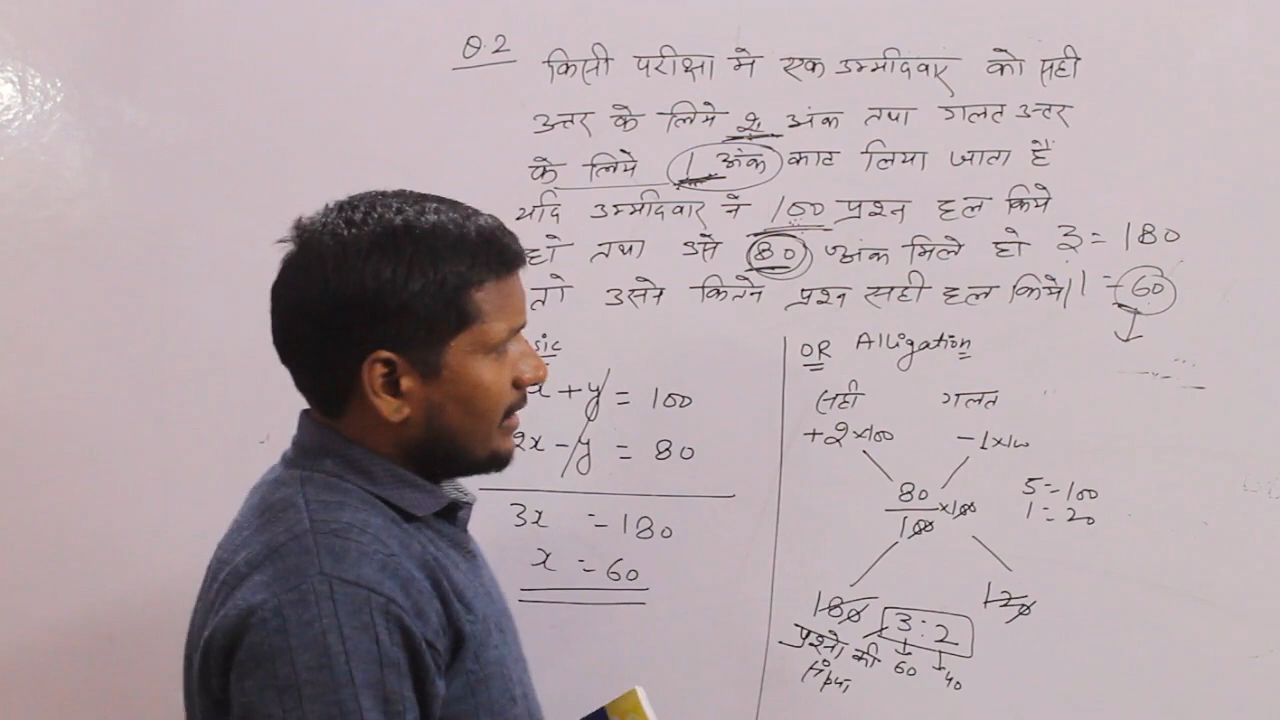 Q.2 किसी परीक्षा मे एक उम्मीदवार को सही
उत्तर के लिये 2 अंक तथा गलत उत्तर
के लिये 1 अंक काट लिया जाता है
यदि उम्मीदवार ने 100 प्रश्न हल किये
हो तथा उसे 80 अंक मिले हो
तो उसने कितने प्रश्न सही हल किये।
3 = 180
1 = 60
x + y = 100
2x - y = 80
3x = 180
x = 60
OR Alligation
सही गलत
+2×100 -1×100
80
100 ×100
5 = 100
1 = 20
180 120
3 : 2
प्रश्नो की
60 40